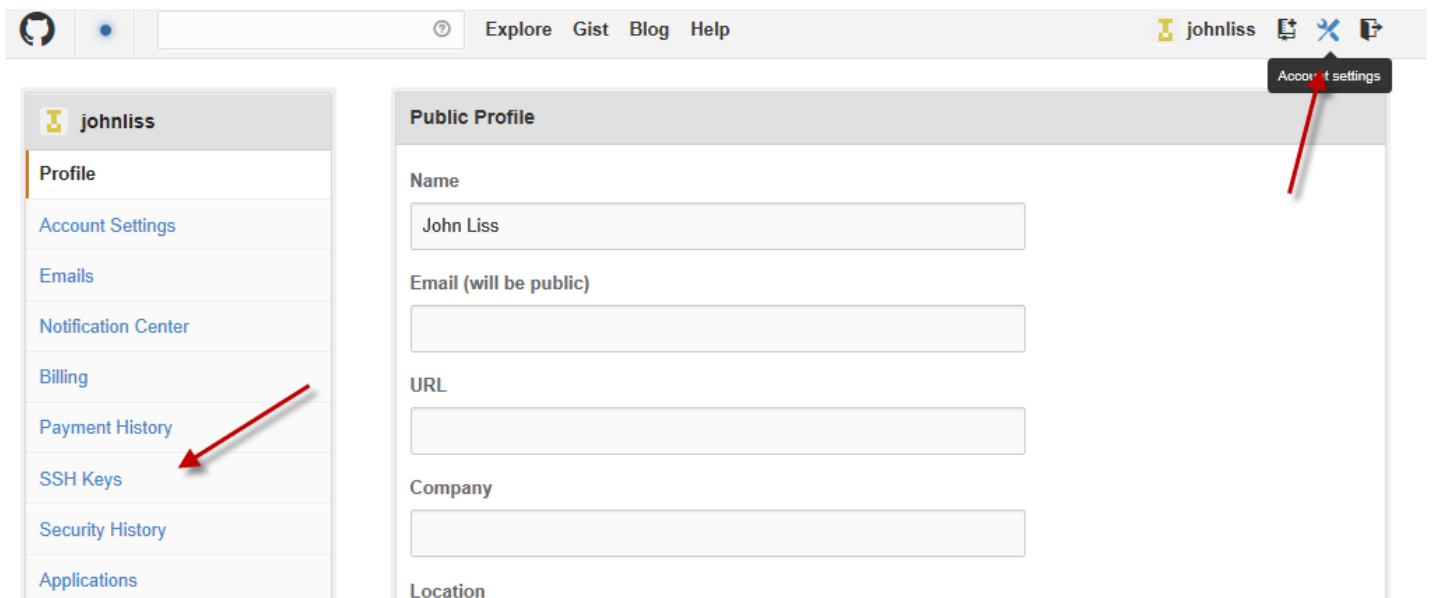 Explore Gist Blog Help
johnliss
Account settings
johnliss
Profile
Account Settings
Emails
Notification Center
Billing
Payment History
SSH Keys
Security History
Applications
Public Profile
Name
John Liss
Email (will be public)
URL
Company
Location